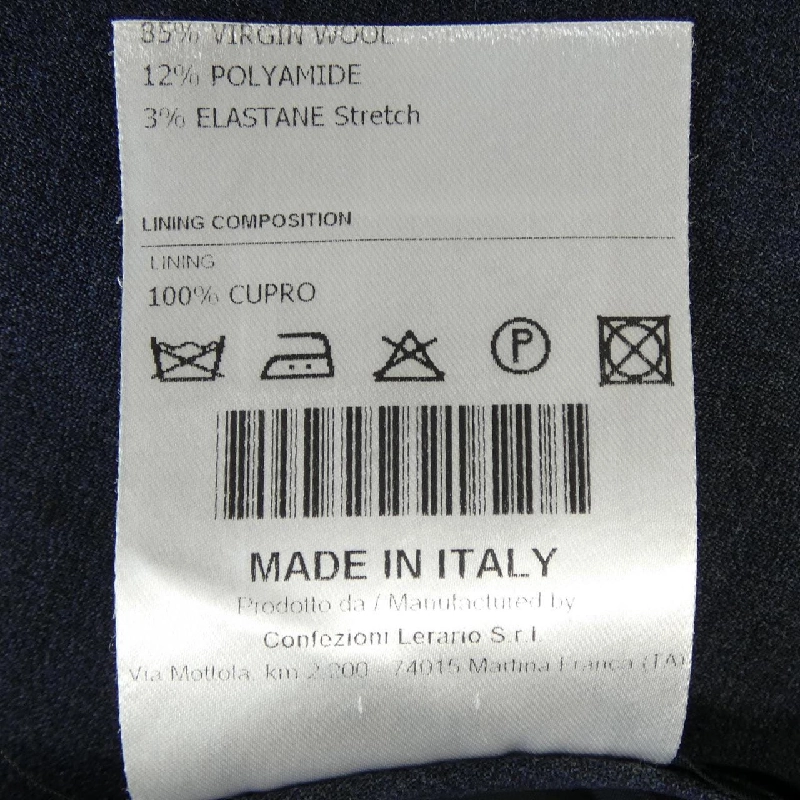 85% VIRGIN WOOL
12% POLYAMIDE
3% ELASTANE Stretch
LINING COMPOSITION
LINING
100% CUPRO
P
MADE IN ITALY
Prodotto da / Manufactured by
Confezioni Lerario S.r.l.
Via Mottola, km 2.200 - 74015 Martina Franca (TA)